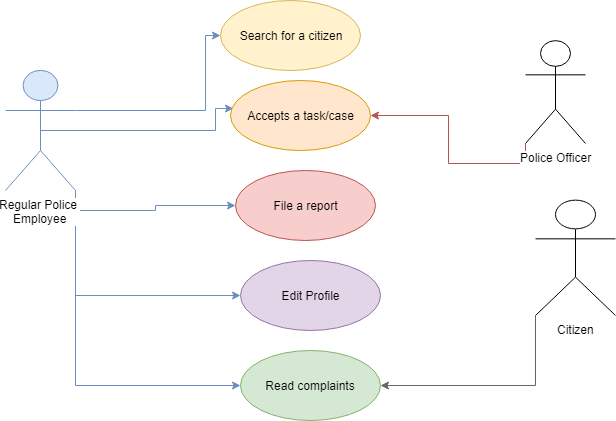 Search for a citizen
Accepts a task/case
Police Officer
Regular Police
Employee
File a report
Edit Profile
Citizen
Read complaints